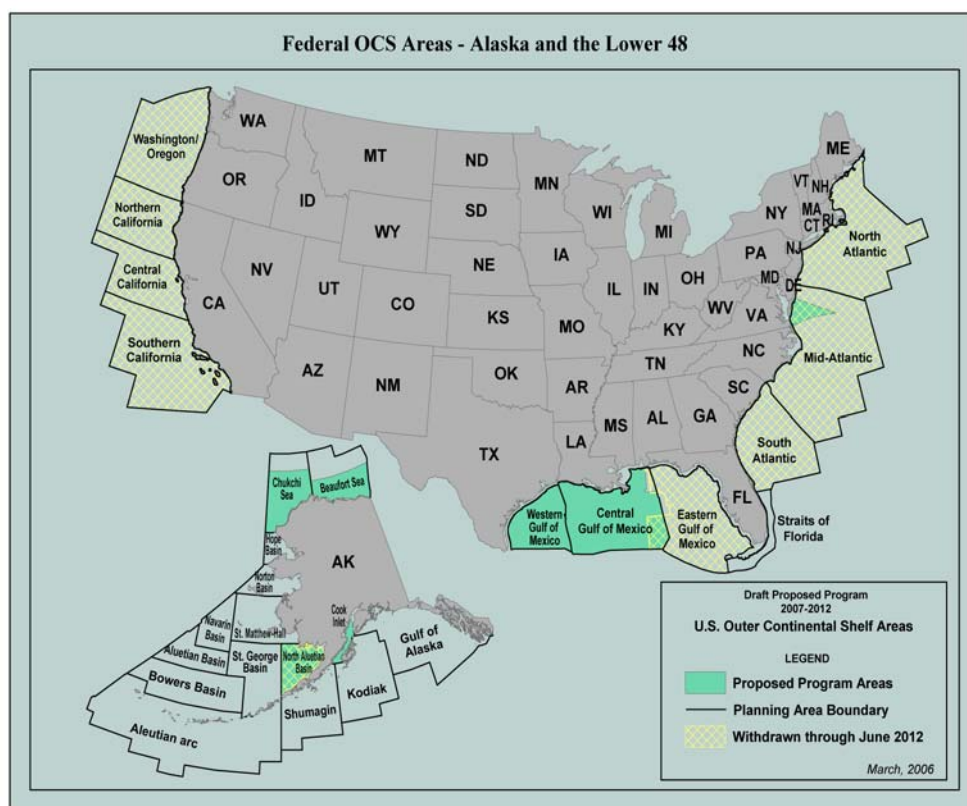 Federal OCS Areas - Alaska and the Lower 48
Washington/
Oregon
Northern
California
Central
California
Southern
California
WA
OR
CA
NV
ID
MT
WY
UT
AZ
CO
NM
ND
SD
NE
KS
OK
TX
MN
IA
MO
AR
LA
WI
IL
MI
IN
OH
KY
TN
MS
AL
GA
FL
SC
NC
VA
WV
PA
NY
VT
NH
ME
MA
RI
CT
NJ
MD
DE
North
Atlantic
Mid-Atlantic
South
Atlantic
Straits of
Florida
Western
Gulf of
Mexico
Central
Gulf of Mexico
Eastern
Gulf of
Mexico
Chukchi
Sea
Beaufort Sea
Hope
Basin
Norton
Basin
AK
Navarin
Basin
St. Matthew-Hall
Aluetian Basin
St. George
Basin
North Aluetian
Basin
Cook
Inlet
Gulf of
Alaska
Bowers Basin
Kodiak
Shumagin
Aleutian arc
Draft Proposed Program
2007-2012
U.S. Outer Continental Shelf Areas
LEGEND
Proposed Program Areas
Planning Area Boundary
Withdrawn through June 2012
March, 2006